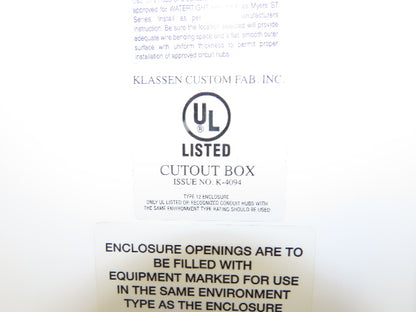 approved for WATERTIGHT as Myers ST
Series. Install as per manufacturers
instruction. Be sure the location selected will provide
adequate wire bending space and a flat, smooth outer
surface with uniform thickness to permit proper
installation of approved circuit hubs.
KLASSEN CUSTOM FAB. INC.
UL
LISTED
CUTOUT BOX
ISSUE NO. K-4094
TYPE 12 ENCLOSURE
ONLY UL LISTED OR RECOGNIZED CONDUIT HUBS WITH
THE SAME ENVIRONMENT TYPE RATING SHOULD BE USED
ENCLOSURE OPENINGS ARE TO
BE FILLED WITH
EQUIPMENT MARKED FOR USE
IN THE SAME ENVIRONMENT
TYPE AS THE ENCLOSURE